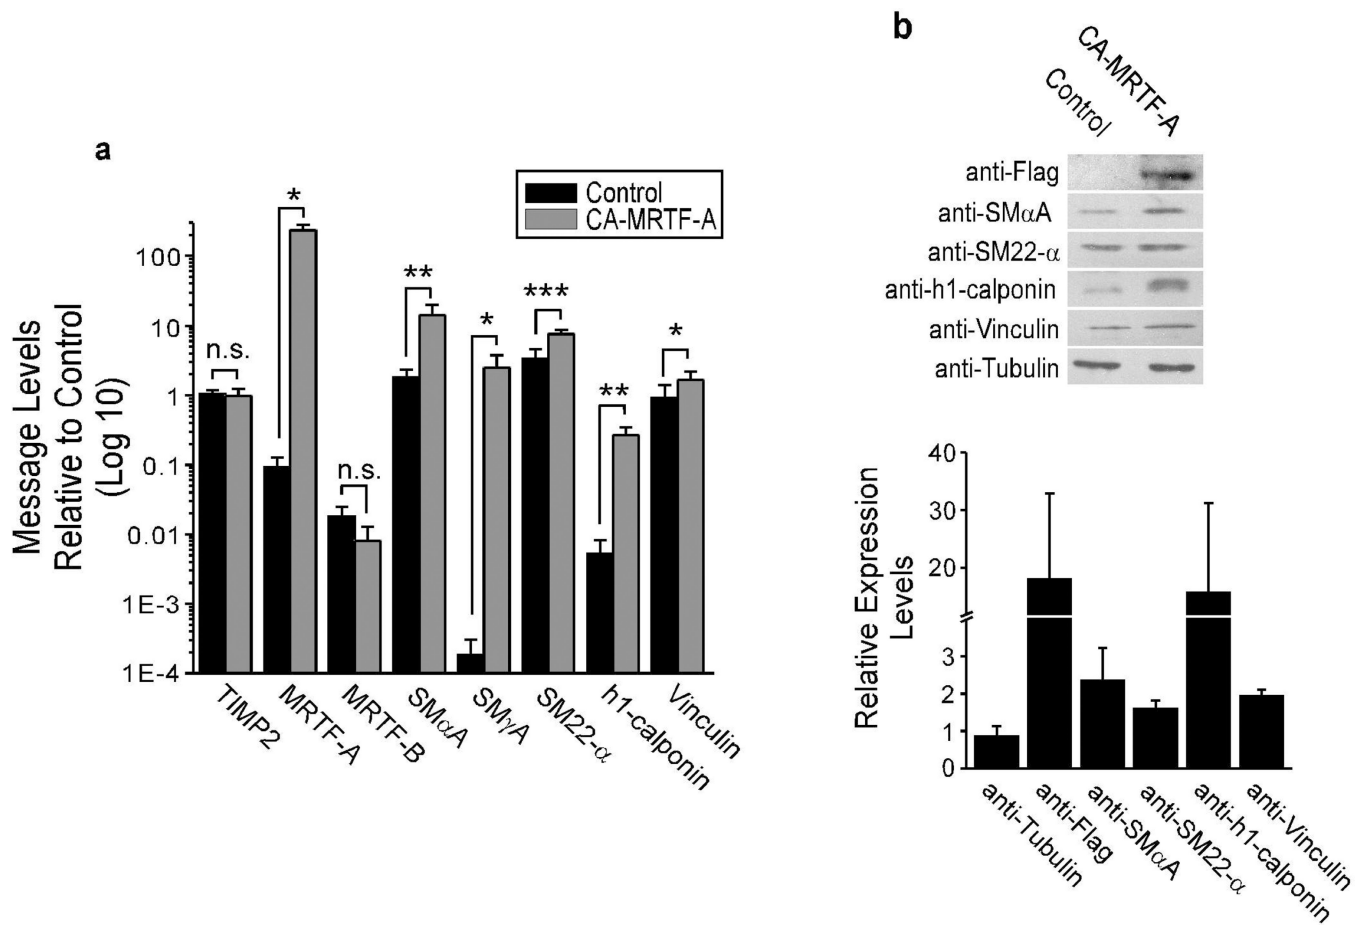 a
Message Levels
Relative to Control
(Log 10)
100
10
1
0.1
0.01
1E-3
1E-4
Control
CA-MRTF-A
n.s.
*
n.s.
**
*
***
**
*
TIMP2
MRTF-A
MRTF-B
SMαA
SMγA
SM22-α
h1-calponin
Vinculin
b
Control
CA-MRTF-A
anti-Flag
anti-SMαA
anti-SM22-α
anti-h1-calponin
anti-Vinculin
anti-Tubulin
Relative Expression
Levels
40
30
20
3
2
1
0
anti-Tubulin
anti-Flag
anti-SMαA
anti-SM22-α
anti-h1-calponin
anti-Vinculin